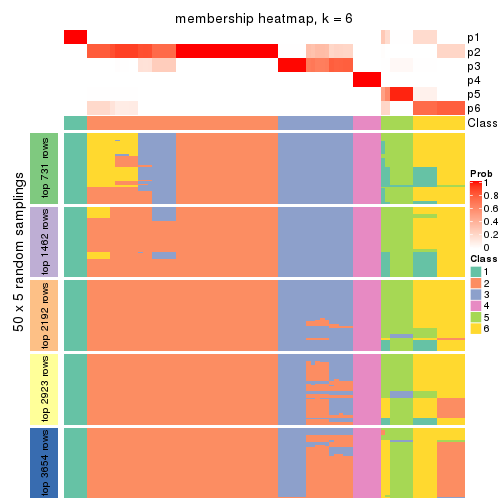 membership heatmap, k = 6
p1
p2
p3
p4
p5
p6
Class
50 x 5 random samplings
top 731 rows
top 1462 rows
top 2192 rows
top 2923 rows
top 3654 rows
Prob
1
0.8
0.6
0.4
0.2
0
Class
1
2
3
4
5
6